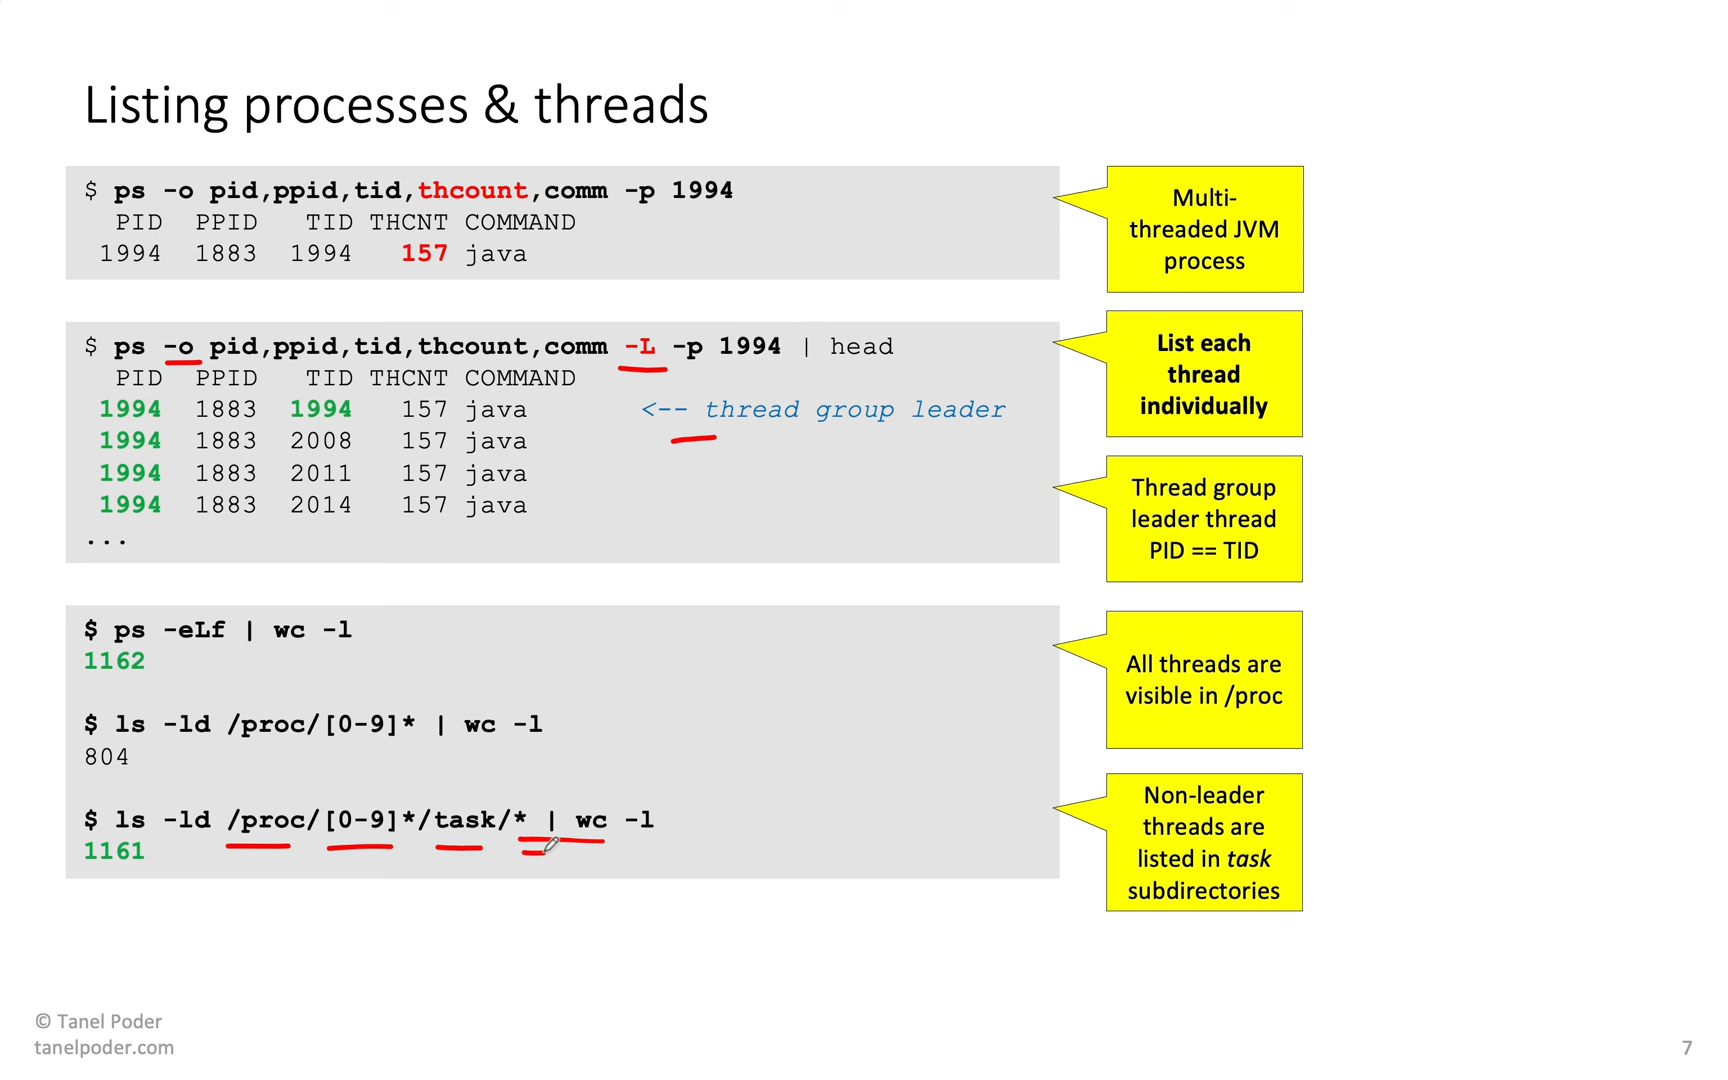 Listing processes & threads
$ ps -o pid,ppid,tid,thcount,comm -p 1994
PID PPID TID THCNT COMMAND
1994 1883 1994 157 java
Multi-
threaded JVM
process
$ ps -o pid,ppid,tid,thcount,comm -L -p 1994 | head
PID PPID TID THCNT COMMAND
1994 1883 1994 157 java <-- thread group leader
1994 1883 2008 157 java
1994 1883 2011 157 java
1994 1883 2014 157 java
...
List each
thread
individually
Thread group
leader thread
PID == TID
$ ps -eLf | wc -l
1162
$ ls -ld /proc/[0-9]* | wc -l
804
$ ls -ld /proc/[0-9]*/task/* | wc -l
1161
All threads are
visible in /proc
Non-leader
threads are
listed in task
subdirectories
© Tanel Poder
tanelpoder.com
7